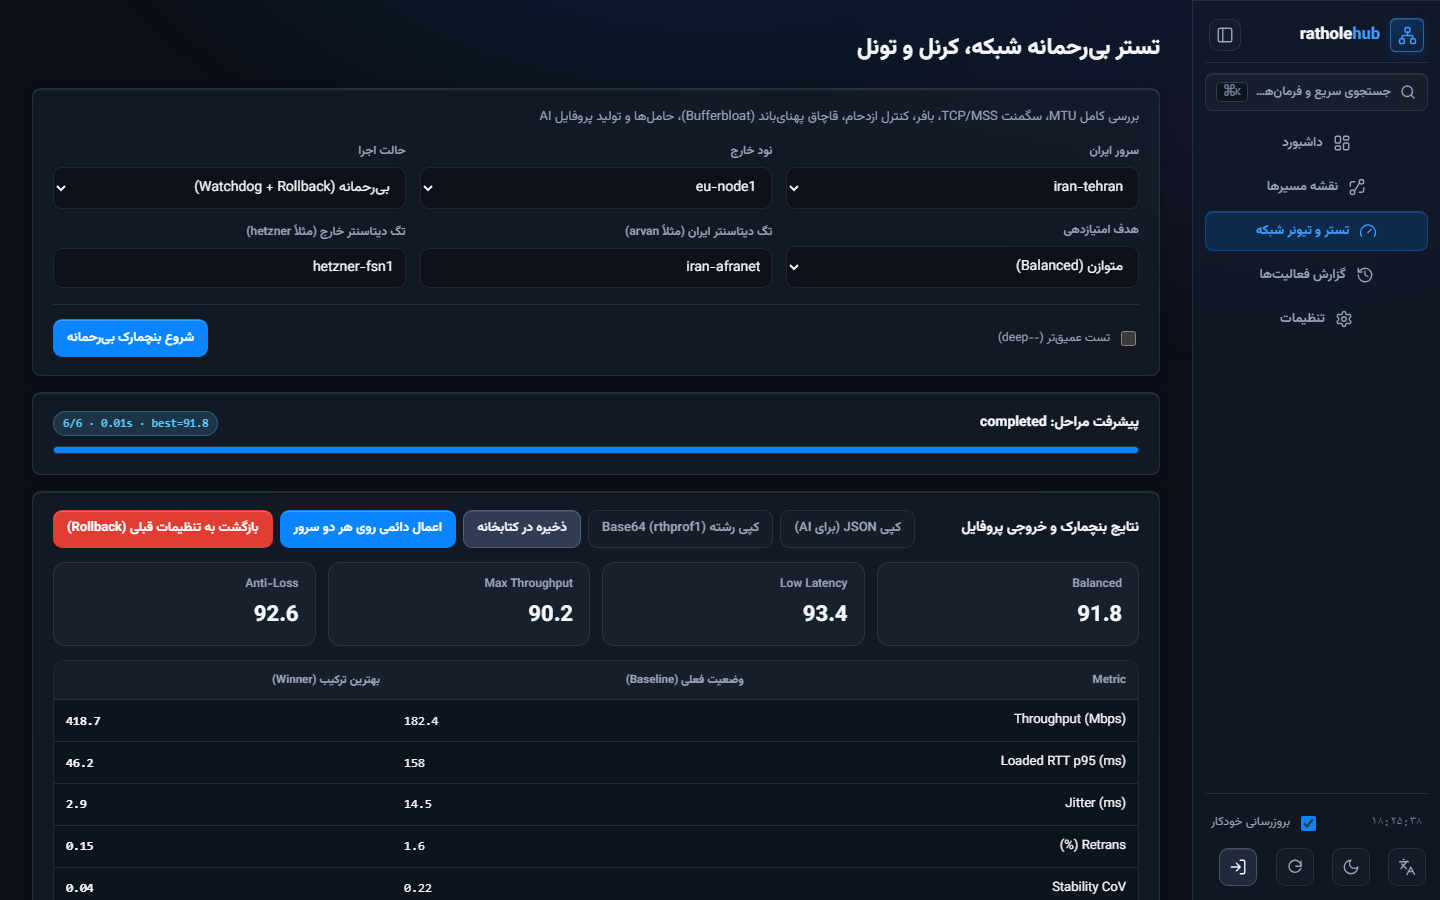 ratholehub
جستجوی سریع و فرمان‌ه...
⌘K
داشبورد
نقشه مسیرها
تستر و تیونر شبکه
گزارش فعالیت‌ها
تنظیمات
۱۸:۲۵:۳۸
بروزرسانی خودکار
تستر بی‌رحمانه شبکه، کرنل و تونل
بررسی کامل MTU، سگمنت TCP/MSS، بافر، کنترل ازدحام، قاچاق پهنای‌باند (Bufferbloat)، حامل‌ها و تولید پروفایل AI
سرور ایران
نود خارج
حالت اجرا
iran-tehran
eu-node1
بی‌رحمانه (Watchdog + Rollback)
هدف امتیازدهی
تگ دیتاسنتر ایران (مثلاً arvan)
تگ دیتاسنتر خارج (مثلاً hetzner)
متوازن (Balanced)
iran-afranet
hetzner-fsn1
تست عمیق‌تر (--deep)
شروع بنچمارک بی‌رحمانه
پیشرفت مراحل: completed
6/6 · 0.01s · best=91.8
نتایج بنچمارک و خروجی پروفایل
کپی JSON (برای AI)
کپی رشته Base64 (rthprof1)
ذخیره در کتابخانه
اعمال دائمی روی هر دو سرور
بازگشت به تنظیمات قبلی (Rollback)
Balanced
91.8
Low Latency
93.4
Max Throughput
90.2
Anti-Loss
92.6
Metric وضعیت فعلی (Baseline) بهترین ترکیب (Winner)
Throughput (Mbps) 182.4 418.7
Loaded RTT p95 (ms) 158 46.2
Jitter (ms) 14.5 2.9
Retrans (%) 1.6 0.15
Stability CoV 0.22 0.04